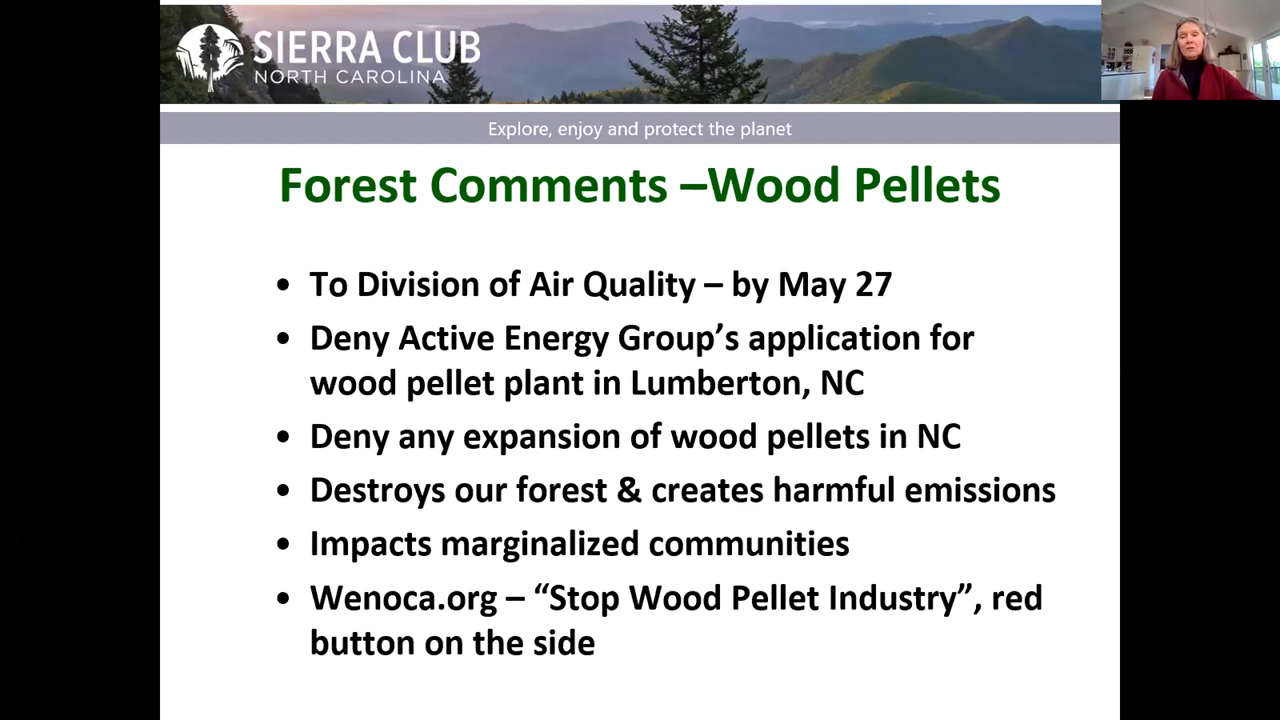 SIERRA CLUB
NORTH CAROLINA
Explore, enjoy and protect the planet
Forest Comments –Wood Pellets
• To Division of Air Quality – by May 27
• Deny Active Energy Group’s application for
wood pellet plant in Lumberton, NC
• Deny any expansion of wood pellets in NC
• Destroys our forest & creates harmful emissions
• Impacts marginalized communities
• Wenoca.org – “Stop Wood Pellet Industry”, red
button on the side